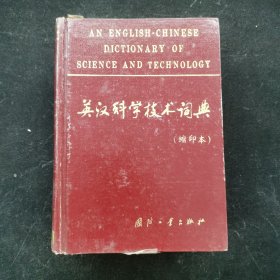 AN ENGLISH-CHINESE
DICTIONARY OF
SCIENCE AND TECHNOLOGY
英汉科学技术词典
(缩印本)
国防工业出版社